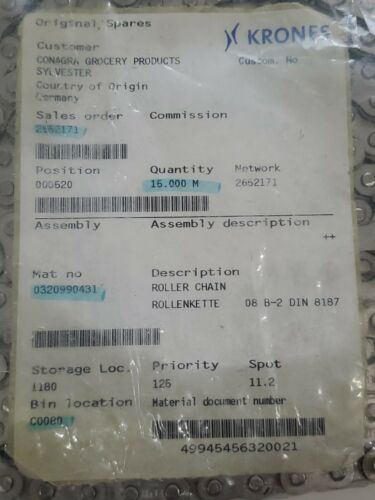 Original Spares
KRONES
Customer
Custom. No
CONAGRA GROCERY PRODUCTS
SYLVESTER
Country of Origin
Germany
Sales order Commission
2652171
Position Quantity Network
000620 15.000 M 2652171
Assembly Assembly description
++
Mat no Description
0320990431 ROLLER CHAIN
ROLLENKETTE 08 B-2 DIN 8187
Storage Loc. Priority Spot
1180 125 11.2
Bin location Material document number
C0080
49945456320021